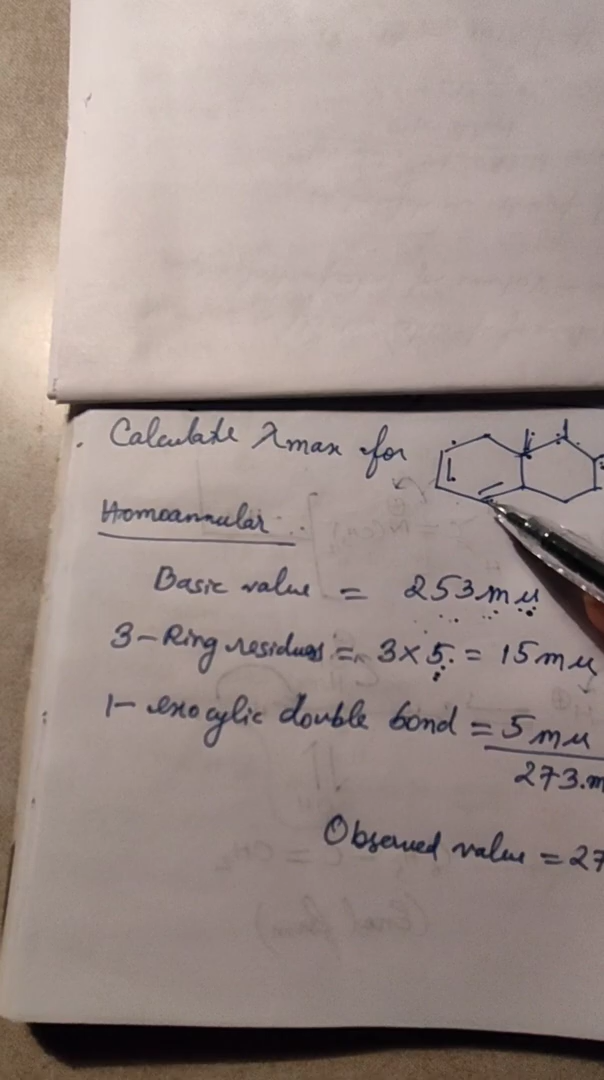 . Calculate λmax for
Homoannular
Basic value = 253 mμ
3-Ring residues = 3×5 = 15 mμ
1- exocylic double bond = 5 mμ
273.m
Observed value = 27